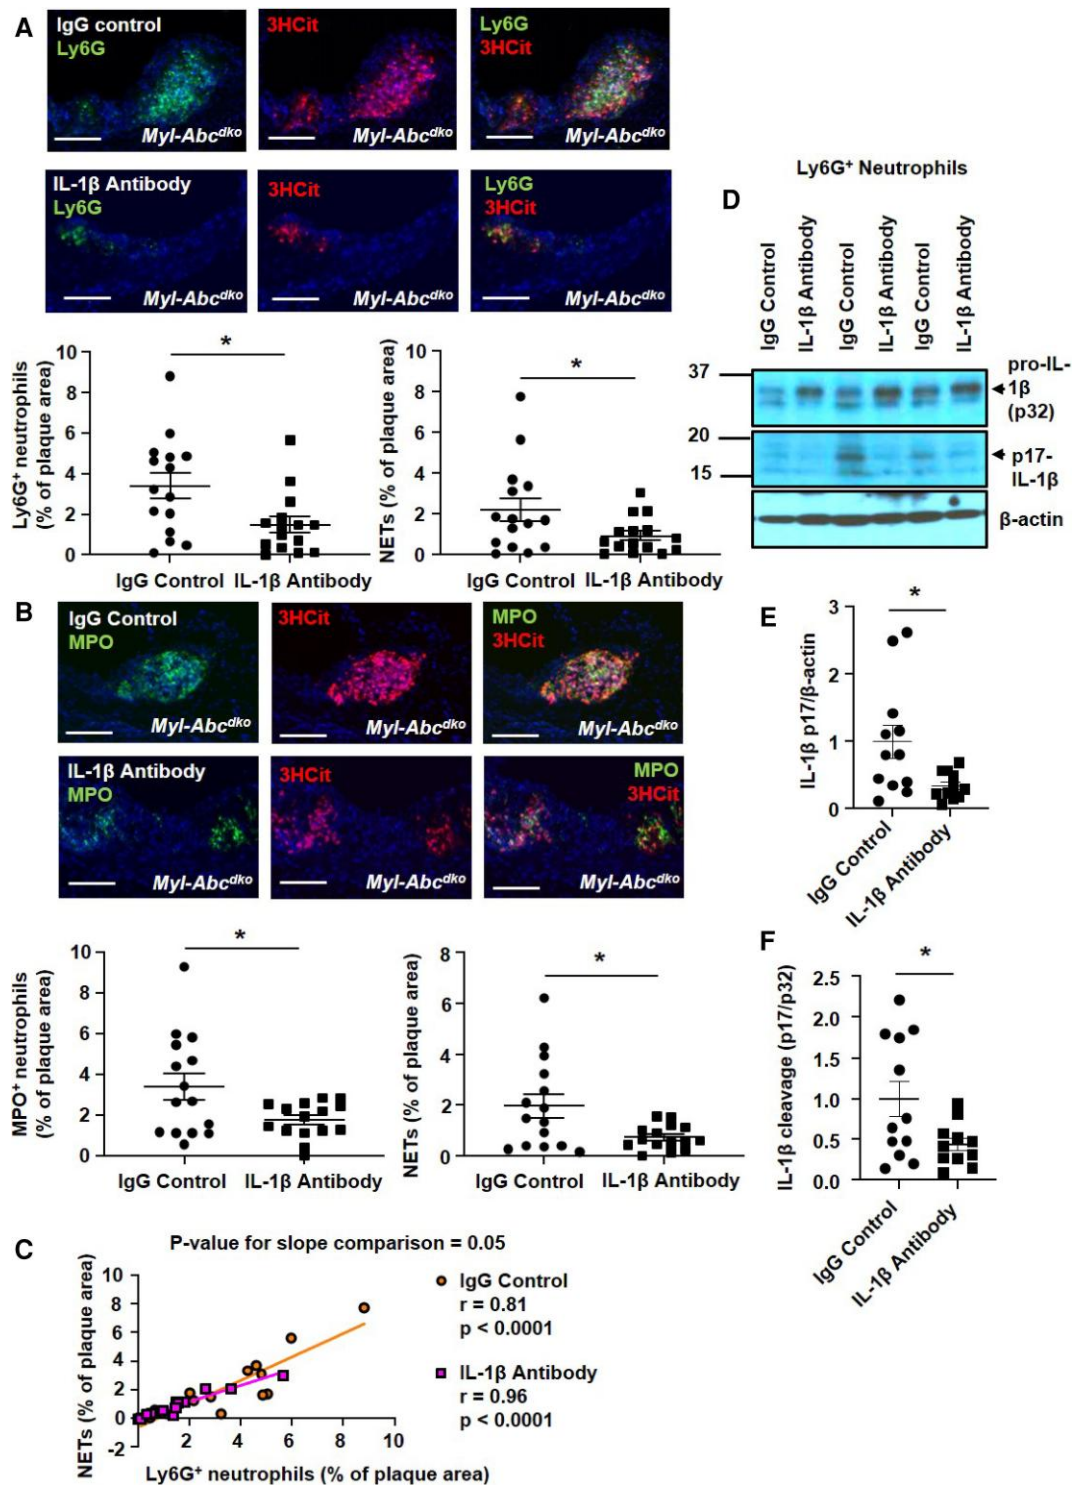 A
IgG control
Ly6G
Myl-Abcdko
3HCit
Myl-Abcdko
Ly6G
3HCit
Myl-Abcdko
IL-1β Antibody
Ly6G
Myl-Abcdko
3HCit
Myl-Abcdko
Ly6G
3HCit
Myl-Abcdko
Ly6G+ neutrophils
(% of plaque area)
10
8
6
4
2
0
*
IgG Control
IL-1β Antibody
NETs (% of plaque area)
10
8
6
4
2
0
*
IgG Control
IL-1β Antibody
B
IgG Control
MPO
Myl-Abcdko
3HCit
Myl-Abcdko
MPO
3HCit
Myl-Abcdko
IL-1β Antibody
MPO
Myl-Abcdko
3HCit
Myl-Abcdko
MPO
3HCit
Myl-Abcdko
MPO+ neutrophils
(% of plaque area)
10
8
6
4
2
0
*
IgG Control
IL-1β Antibody
NETs (% of plaque area)
8
6
4
2
0
*
IgG Control
IL-1β Antibody
C
P-value for slope comparison = 0.05
NETs (% of plaque area)
10
8
6
4
2
0
-2
2
4
6
8
10
Ly6G+ neutrophils (% of plaque area)
IgG Control
r = 0.81
p < 0.0001
IL-1β Antibody
r = 0.96
p < 0.0001
D
Ly6G+ Neutrophils
IgG Control
IL-1β Antibody
IgG Control
IL-1β Antibody
IgG Control
IL-1β Antibody
37
20
15
pro-IL-
1β
(p32)
p17-
IL-1β
β-actin
E
IL-1β p17/β-actin
3
2
1
0
*
IgG Control
IL-1β Antibody
F
IL-1β cleavage (p17/p32)
2.5
2.0
1.5
1.0
0.5
0.0
*
IgG Control
IL-1β Antibody